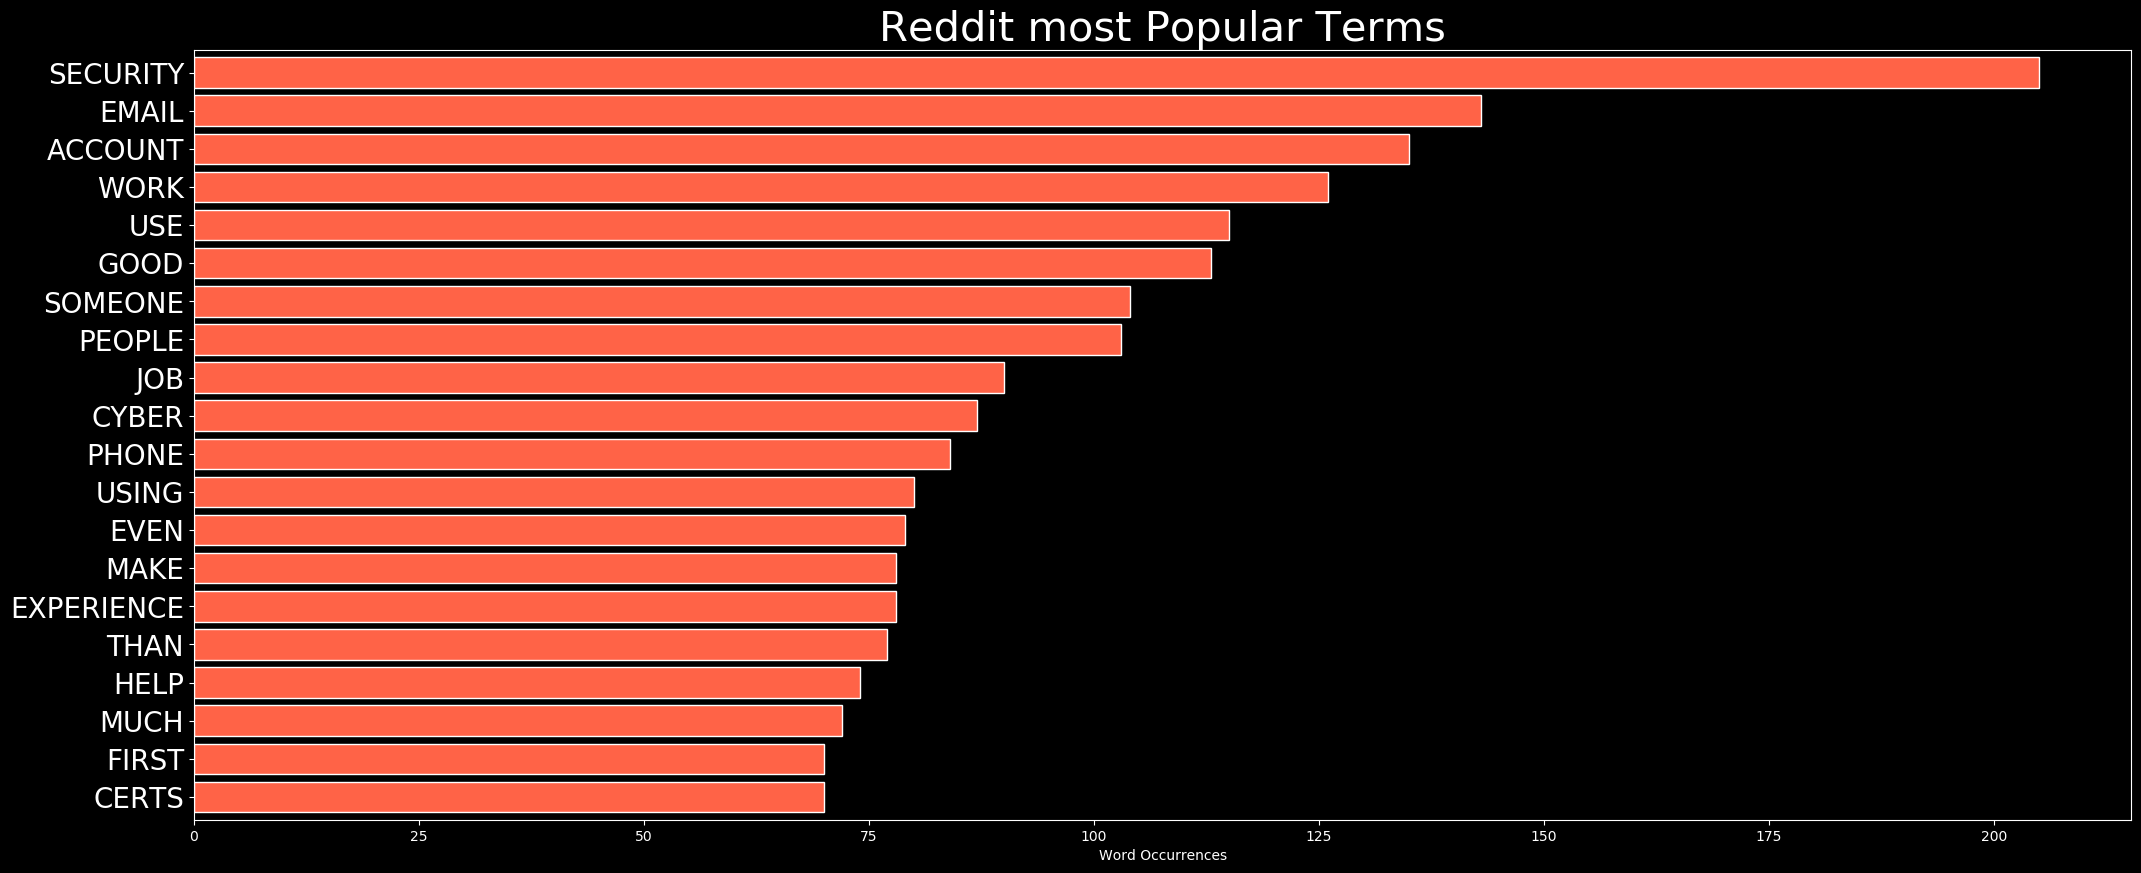 Reddit most Popular Terms
SECURITY
EMAIL
ACCOUNT
WORK
USE
GOOD
SOMEONE
PEOPLE
JOB
CYBER
PHONE
USING
EVEN
MAKE
EXPERIENCE
THAN
HELP
MUCH
FIRST
CERTS
0 25 50 75 100 125 150 175 200
Word Occurrences